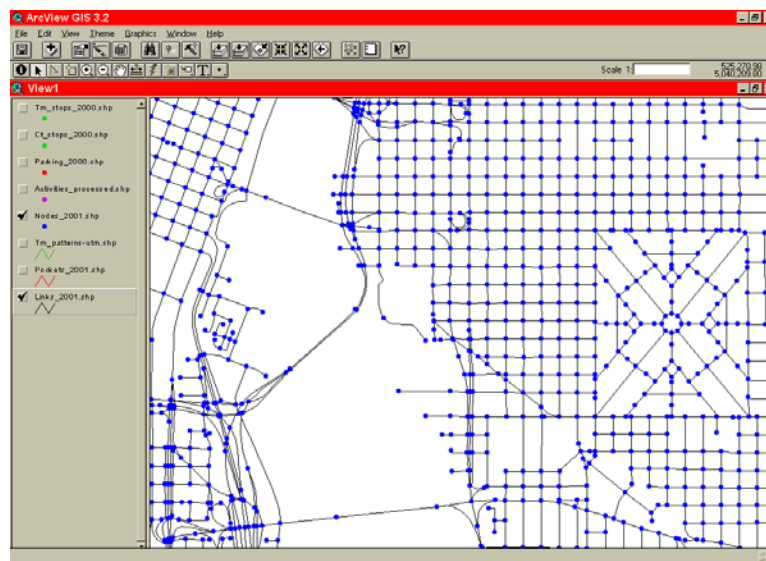 ArcView GIS 3.2
File Edit View Theme Graphics Window Help
Scale 1:
525,270.98
5,040,209.00
View1
Tm_stops_2000.shp
Ct_stops_2000.shp
Parking_2000.shp
Activities_processed.shp
Nodes_2001.shp
Tm_patterns-utm.shp
Pockets_2001.shp
Links_2001.shp